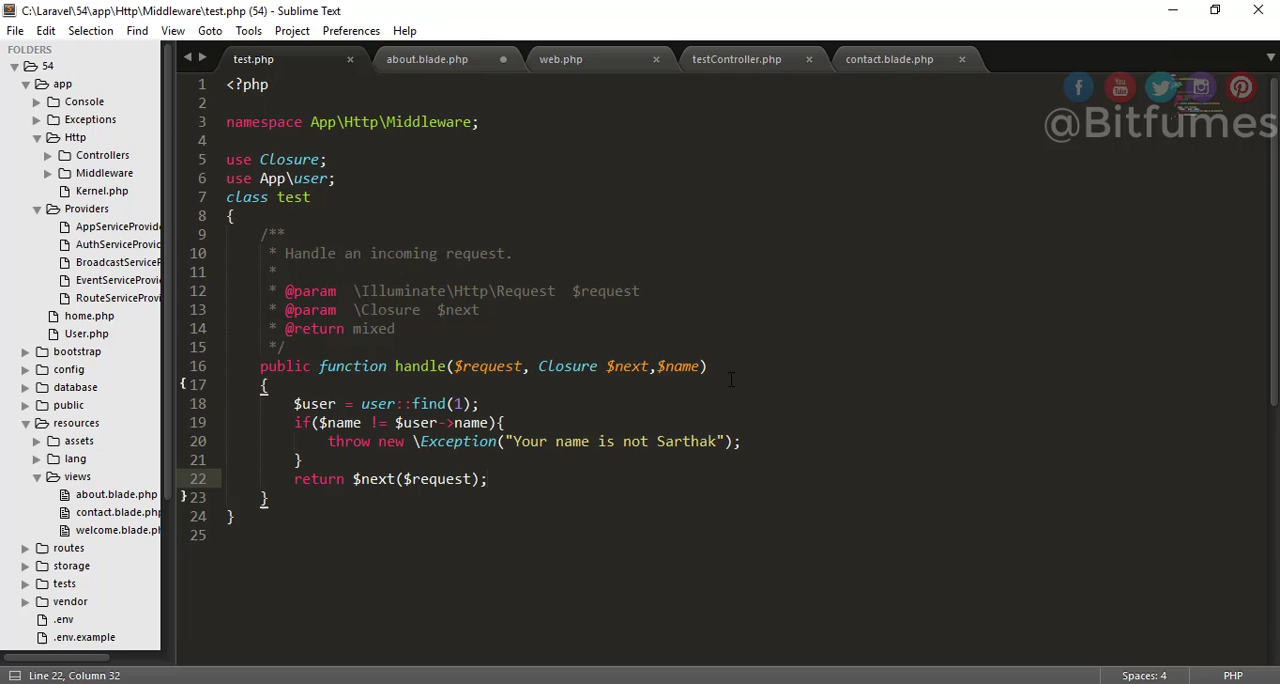 C:\Laravel\54\app\Http\Middleware\test.php (54) - Sublime Text
File Edit Selection Find View Goto Tools Project Preferences Help
FOLDERS
54
app
Console
Exceptions
Http
Controllers
Middleware
Kernel.php
Providers
AppServiceProvide
AuthServiceProvid
BroadcastServiceP
EventServiceProvi
RouteServiceProvi
home.php
User.php
bootstrap
config
database
public
resources
assets
lang
views
about.blade.php
contact.blade.php
welcome.blade.ph
routes
storage
tests
vendor
.env
.env.example
test.php about.blade.php web.php testController.php contact.blade.php
1 <?php
2
3 namespace App\Http\Middleware;
4
5 use Closure;
6 use App\user;
7 class test
8 {
9 /**
10 * Handle an incoming request.
11 *
12 * @param \Illuminate\Http\Request $request
13 * @param \Closure $next
14 * @return mixed
15 */
16 public function handle($request, Closure $next,$name)
17 {
18 $user = user::find(1);
19 if($name != $user->name){
20 throw new \Exception("Your name is not Sarthak");
21 }
22 return $next($request);
23 }
24 }
25
You Tube
@Bitfumes
Line 22, Column 32 Spaces: 4 PHP